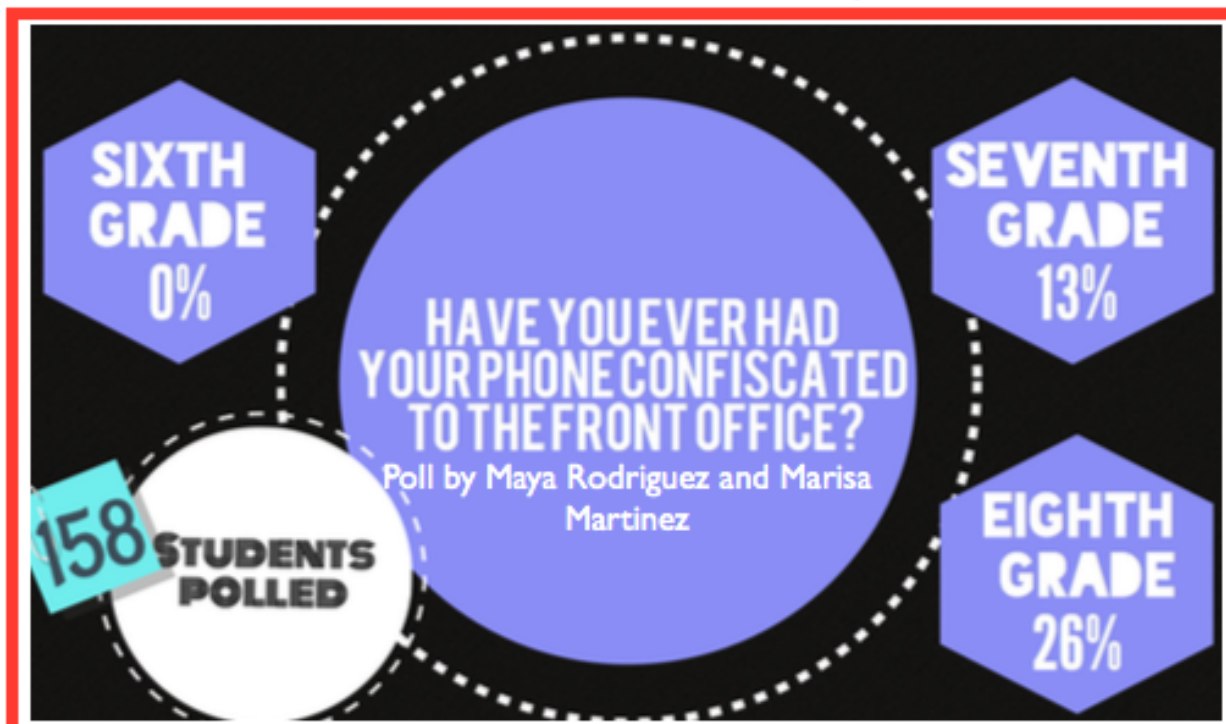 SIXTH
GRADE
0%
SEVENTH
GRADE
13%
HAVE YOU EVER HAD
YOUR PHONE CONFISCATED
TO THE FRONT OFFICE?
Poll by Maya Rodriguez and Marisa
Martinez
158
STUDENTS
POLLED
EIGHTH
GRADE
26%